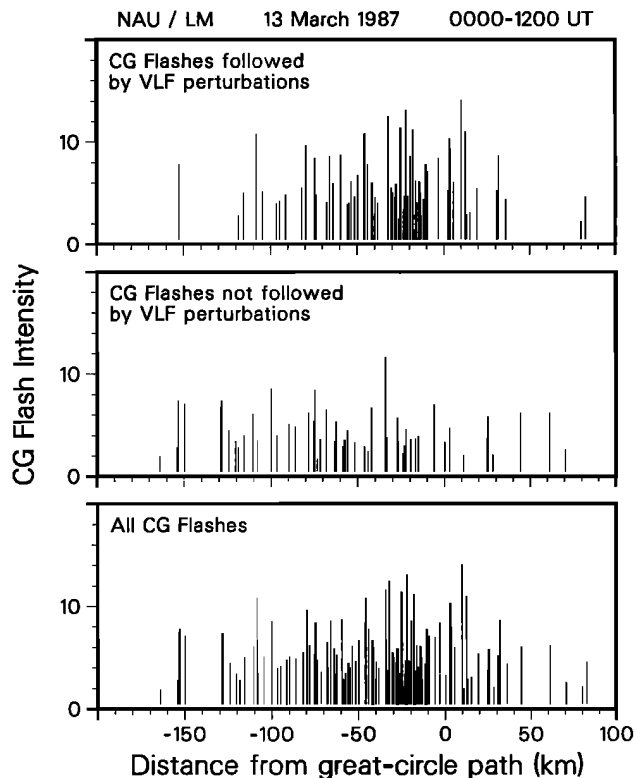 NAU / LM 13 March 1987 0000-1200 UT
CG Flashes followed
by VLF perturbations
10
0
CG Flashes not followed
by VLF perturbations
10
0
All CG Flashes
10
0
CG Flash Intensity
-150 -100 -50 0 50 100
Distance from great-circle path (km)